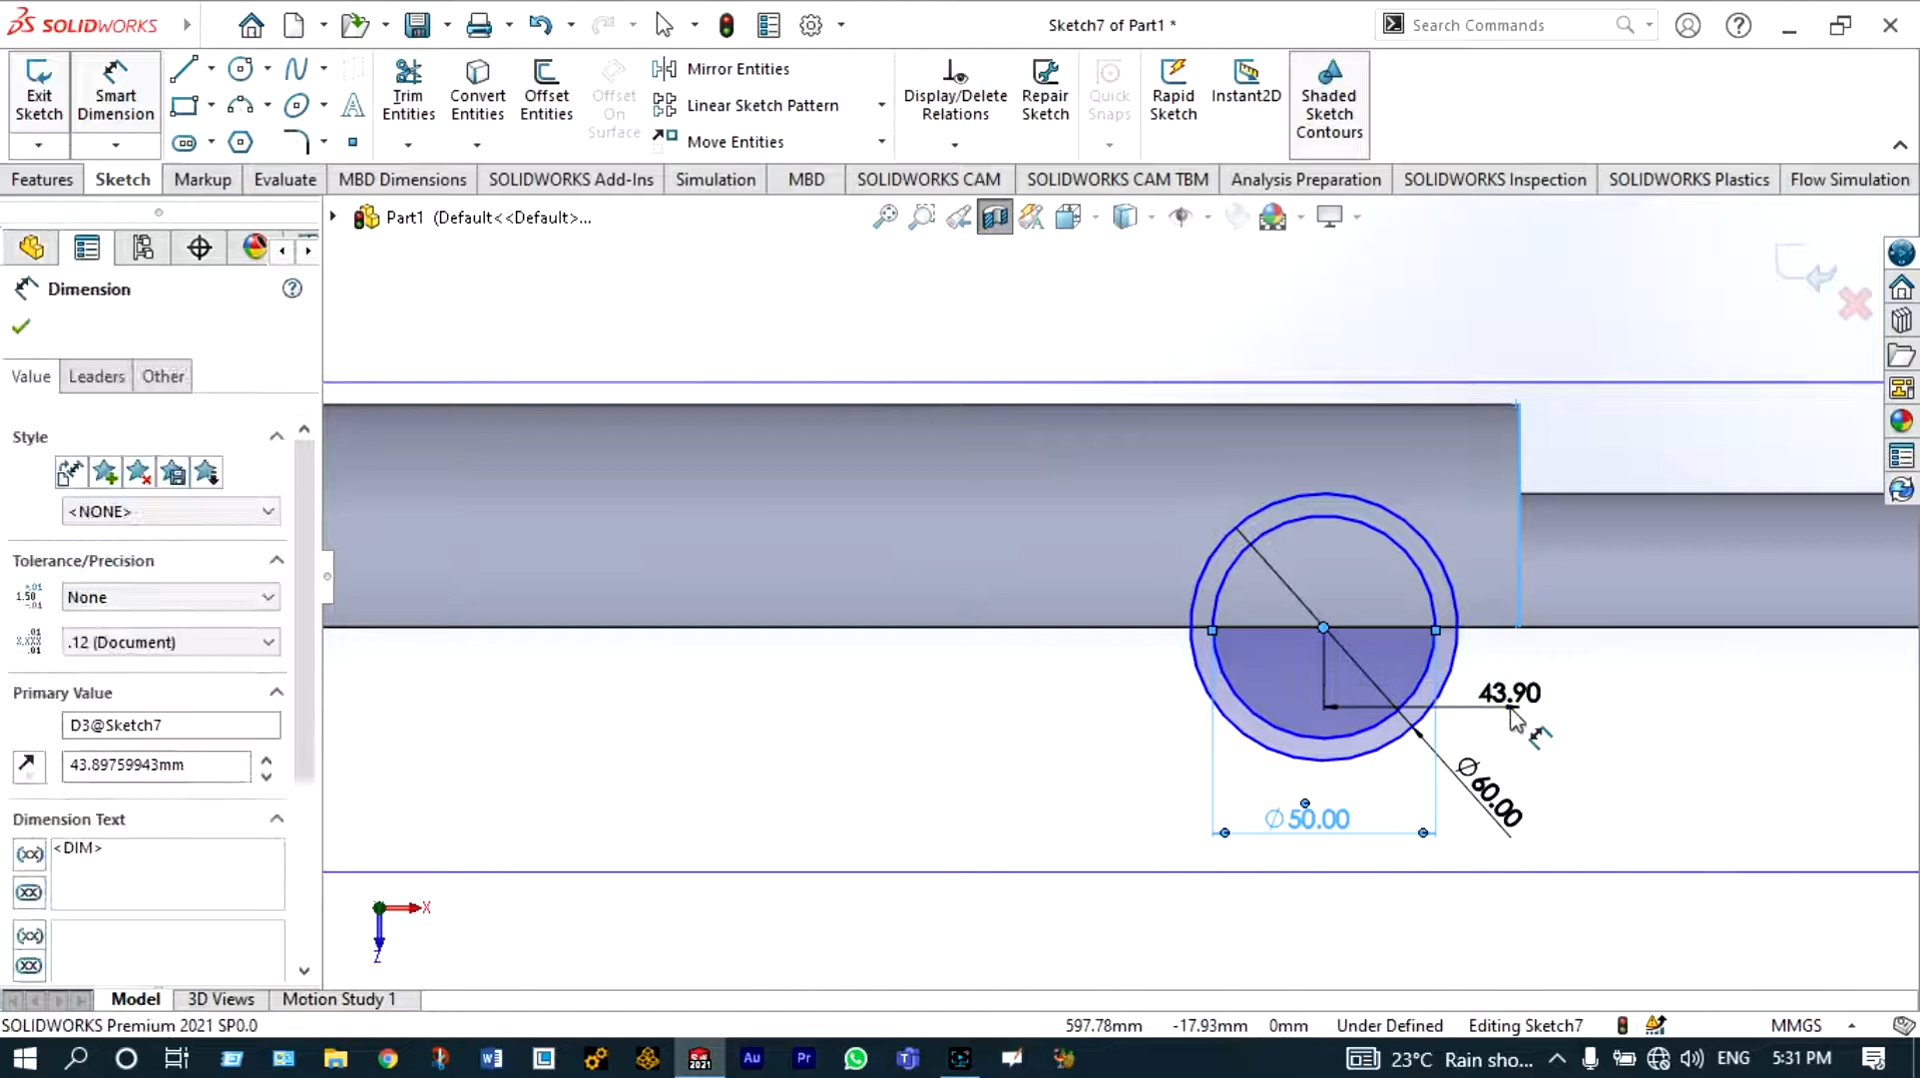 SOLIDWORKS
Sketch7 of Part1 *
Search Commands
Exit Sketch
Smart Dimension
Trim Entities
Convert Entities
Offset Entities
Offset On Surface
Mirror Entities
Linear Sketch Pattern
Move Entities
Display/Delete Relations
Repair Sketch
Quick Snaps
Rapid Sketch
Instant2D
Shaded Sketch Contours
Features
Sketch
Markup
Evaluate
MBD Dimensions
SOLIDWORKS Add-Ins
Simulation
MBD
SOLIDWORKS CAM
SOLIDWORKS CAM TBM
Analysis Preparation
SOLIDWORKS Inspection
SOLIDWORKS Plastics
Flow Simulation
Part1 (Default<<Default>...
Dimension
Value
Leaders
Other
Style
<NONE>
Tolerance/Precision
None
.12 (Document)
Primary Value
D3@Sketch7
43.89759943mm
Dimension Text
<DIM>
43.90
∅60.00
∅50.00
X
Z
Model
3D Views
Motion Study 1
SOLIDWORKS Premium 2021 SP0.0
597.78mm
-17.93mm
0mm
Under Defined
Editing Sketch7
MMGS
23°C Rain sho...
ENG
5:31 PM